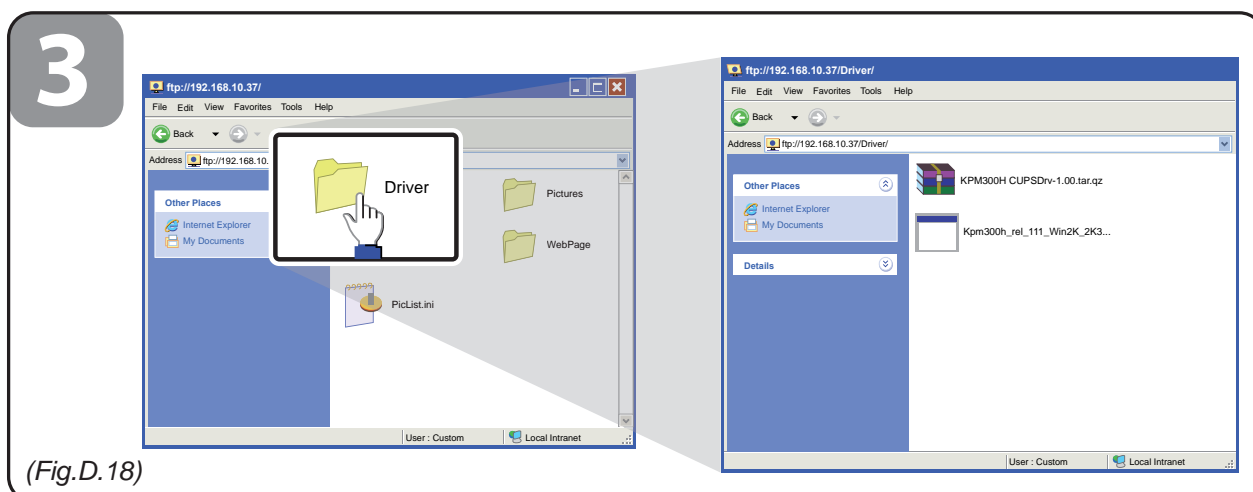 3
ftp://192.168.10.37/
File Edit View Favorites Tools Help
Back
Address ftp://192.168.10.
Other Places
Internet Explorer
My Documents
Driver
Pictures
WebPage
PicList.ini
User : Custom
Local Intranet
ftp://192.168.10.37/Driver/
File Edit View Favorites Tools Help
Back
Address ftp://192.168.10.37/Driver/
Other Places
Internet Explorer
My Documents
Details
KPM300H CUPSDrv-1.00.tar.qz
Kpm300h_rel_111_Win2K_2K3...
User : Custom
Local Intranet
(Fig.D.18)